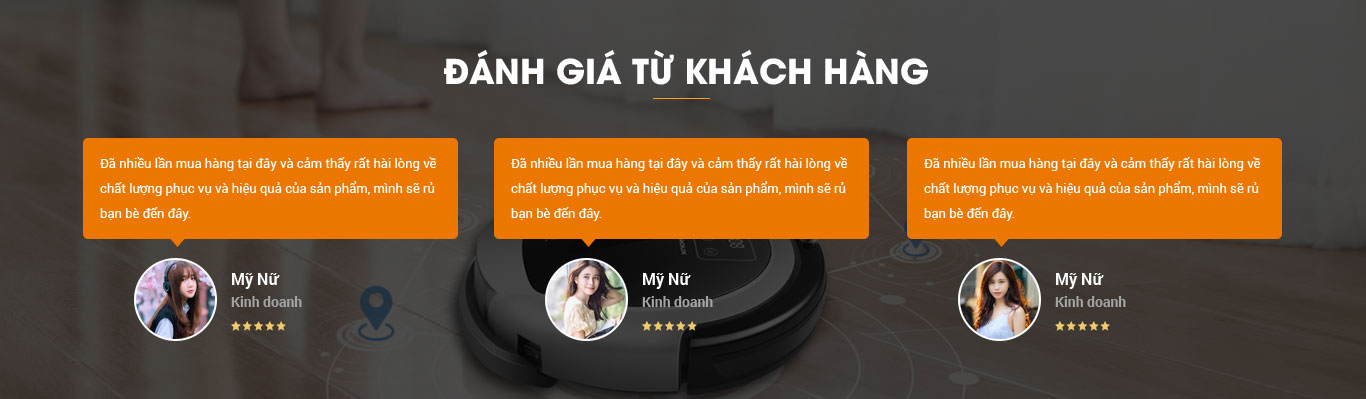 ĐÁNH GIÁ TỪ KHÁCH HÀNG
Đã nhiều lần mua hàng tại đây và cảm thấy rất hài lòng về
chất lượng phục vụ và hiệu quả của sản phẩm, mình sẽ rủ
bạn bè đến đây.
Mỹ Nữ
Kinh doanh
Đã nhiều lần mua hàng tại đây và cảm thấy rất hài lòng về
chất lượng phục vụ và hiệu quả của sản phẩm, mình sẽ rủ
bạn bè đến đây.
Mỹ Nữ
Kinh doanh
Đã nhiều lần mua hàng tại đây và cảm thấy rất hài lòng về
chất lượng phục vụ và hiệu quả của sản phẩm, mình sẽ rủ
bạn bè đến đây.
Mỹ Nữ
Kinh doanh